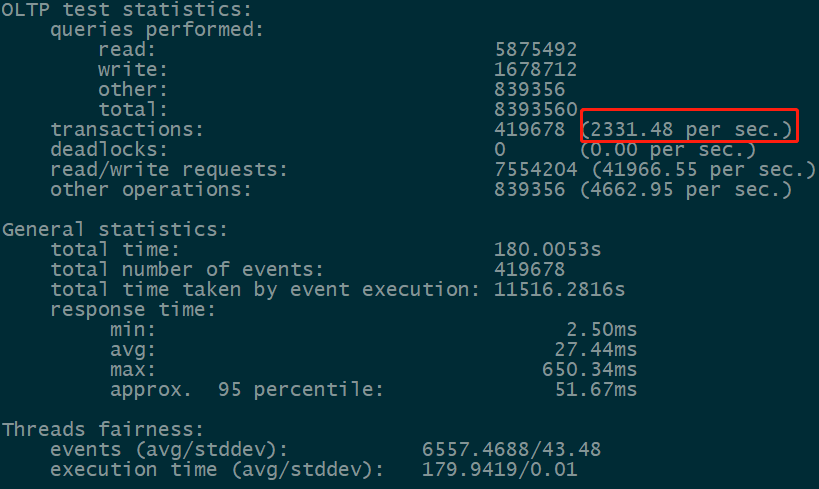 OLTP test statistics:
queries performed:
read: 5875492
write: 1678712
other: 839356
total: 8393560
transactions: 419678 (2331.48 per sec.)
deadlocks: 0 (0.00 per sec.)
read/write requests: 7554204 (41966.55 per sec.)
other operations: 839356 (4662.95 per sec.)
General statistics:
total time: 180.0053s
total number of events: 419678
total time taken by event execution: 11516.2816s
response time:
min: 2.50ms
avg: 27.44ms
max: 650.34ms
approx. 95 percentile: 51.67ms
Threads fairness:
events (avg/stddev): 6557.4688/43.48
execution time (avg/stddev): 179.9419/0.01